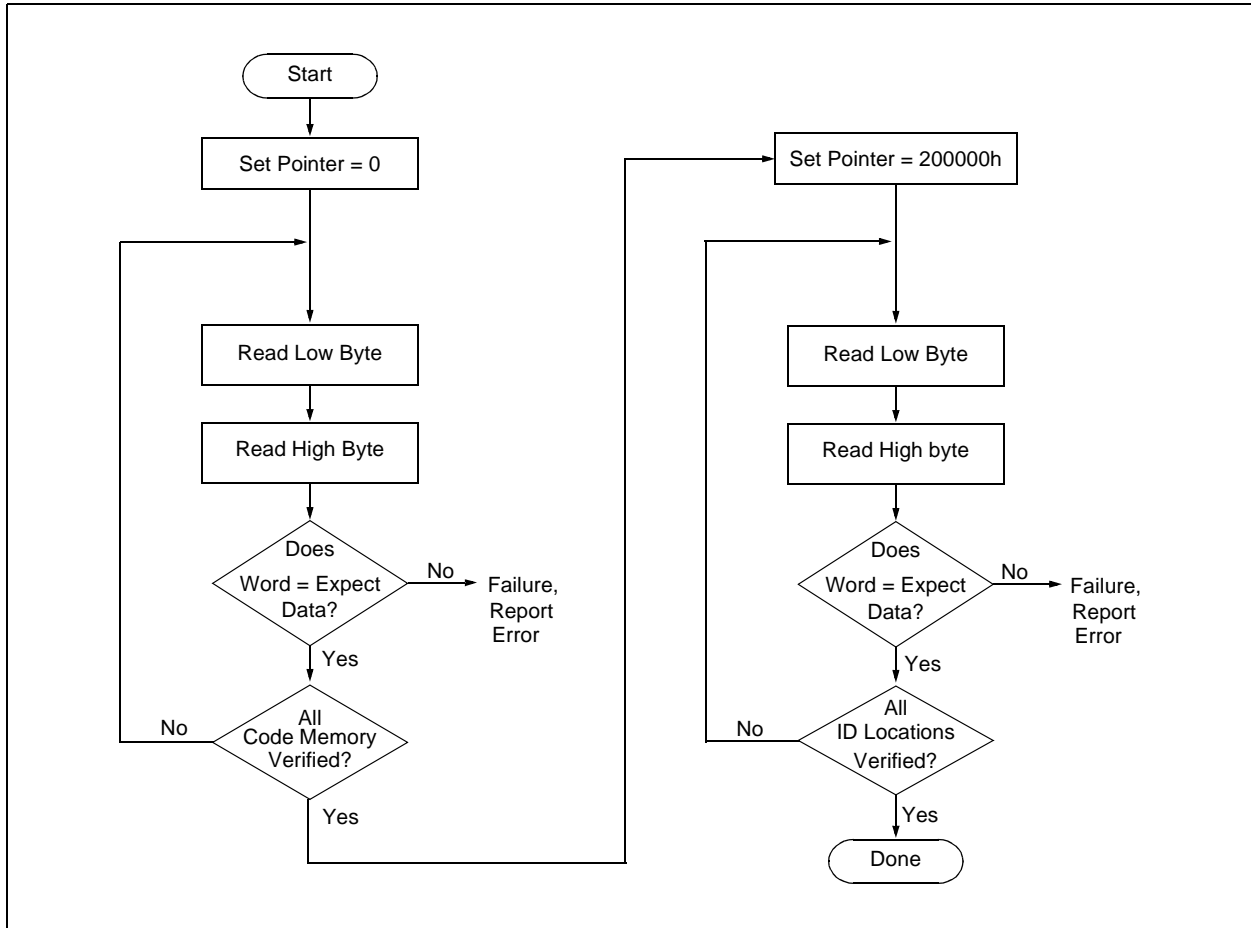 Start
Set Pointer = 0
Read Low Byte
Read High Byte
Does
Word = Expect
Data?
No
Failure,
Report
Error
Yes
All
Code Memory
Verified?
No
Yes
Set Pointer = 200000h
Read Low Byte
Read High byte
Does
Word = Expect
Data?
No
Failure,
Report
Error
Yes
All
ID Locations
Verified?
No
Yes
Done